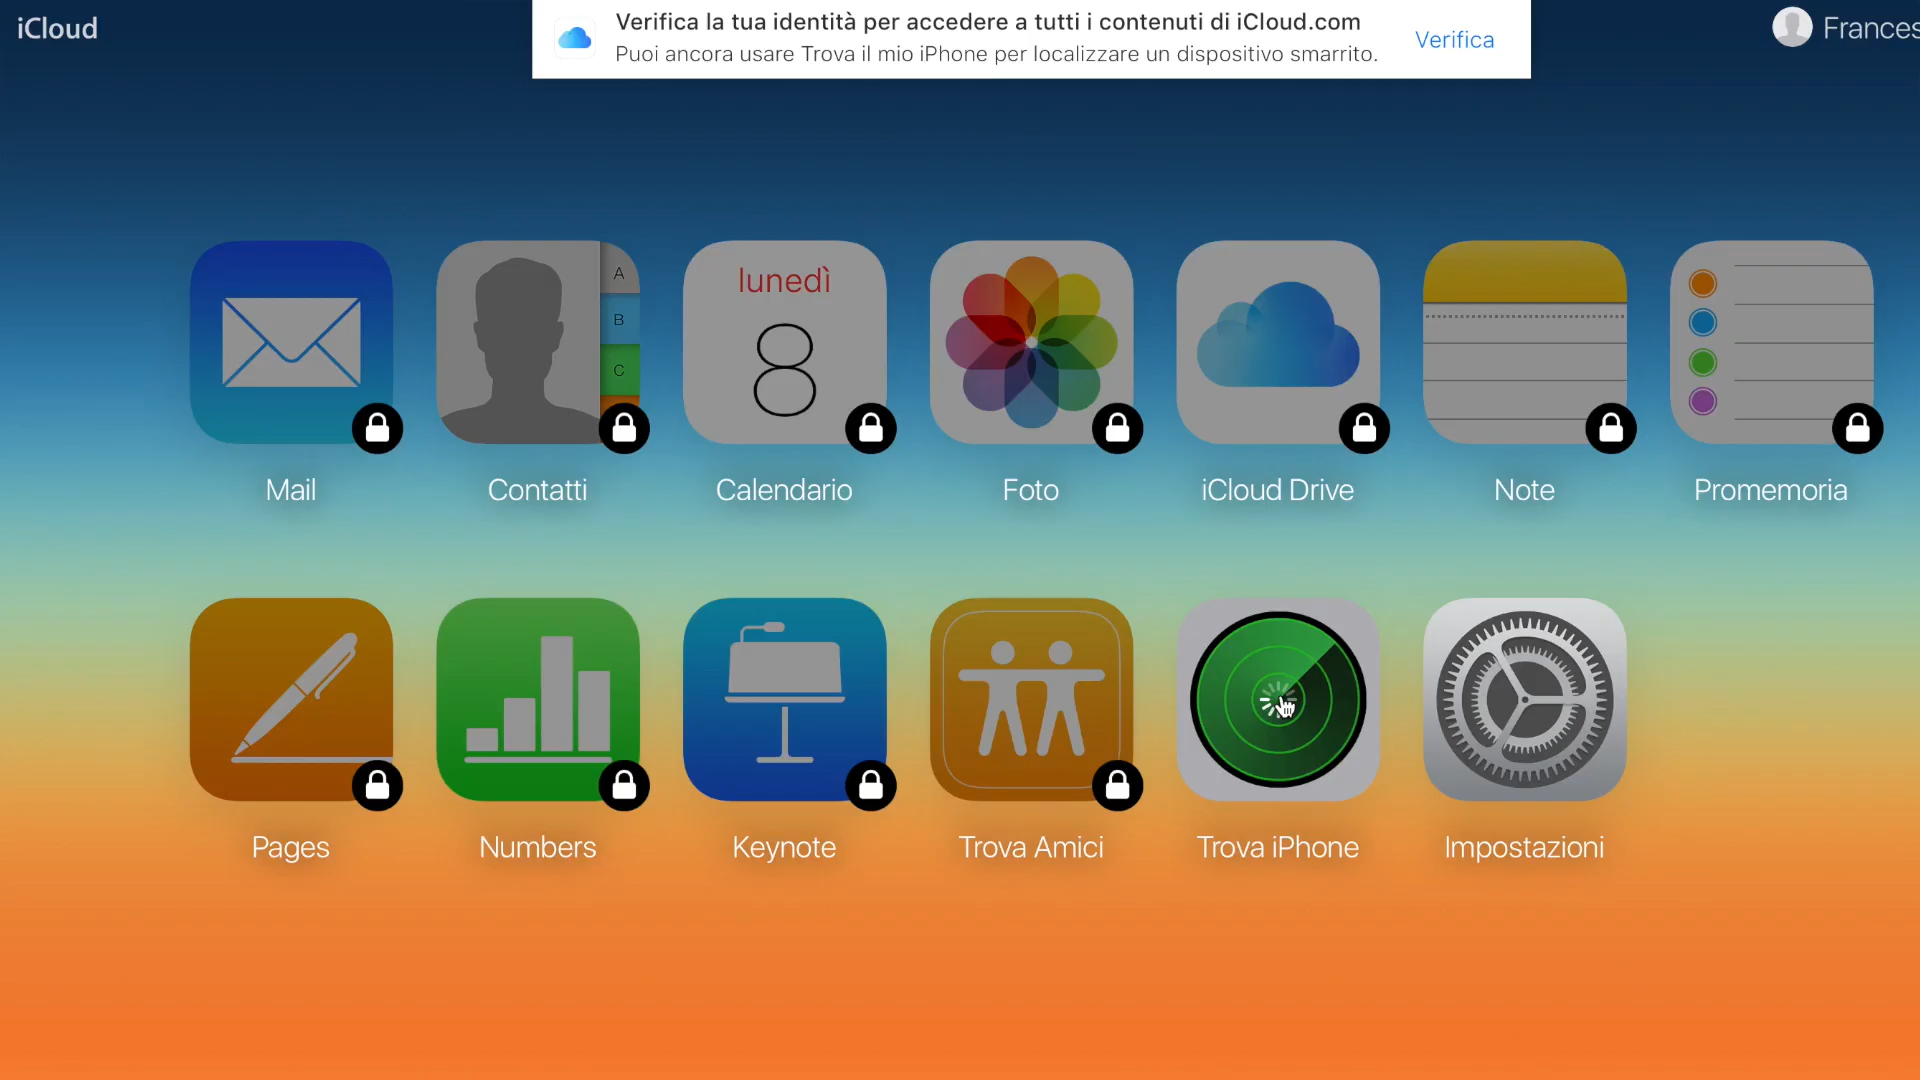 iCloud
Verifica la tua identità per accedere a tutti i contenuti di iCloud.com
Puoi ancora usare Trova il mio iPhone per localizzare un dispositivo smarrito.
Verifica
Frances
A
B
C
lunedì
8
Mail
Contatti
Calendario
Foto
iCloud Drive
Note
Promemoria
Pages
Numbers
Keynote
Trova Amici
Trova iPhone
Impostazioni